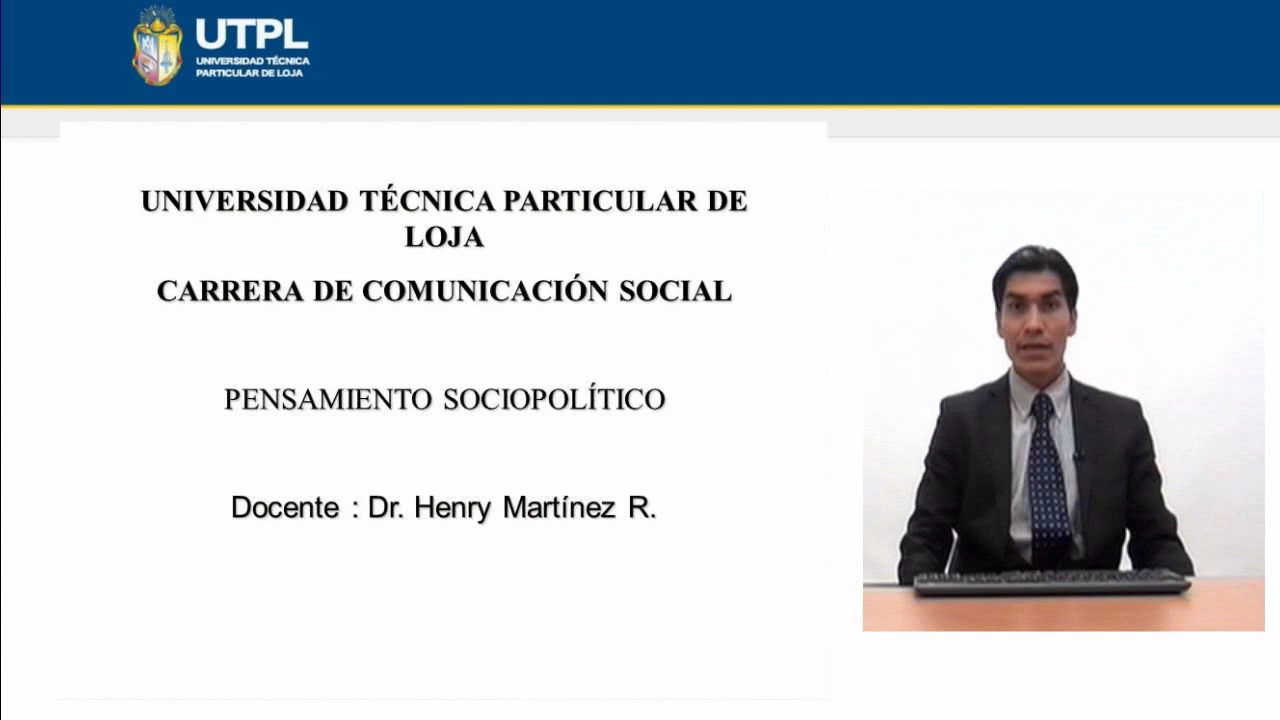 UTPL
UNIVERSIDAD TÉCNICA
PARTICULAR DE LOJA
UNIVERSIDAD TÉCNICA PARTICULAR DE
LOJA
CARRERA DE COMUNICACIÓN SOCIAL
PENSAMIENTO SOCIOPOLÍTICO
Docente : Dr. Henry Martínez R.